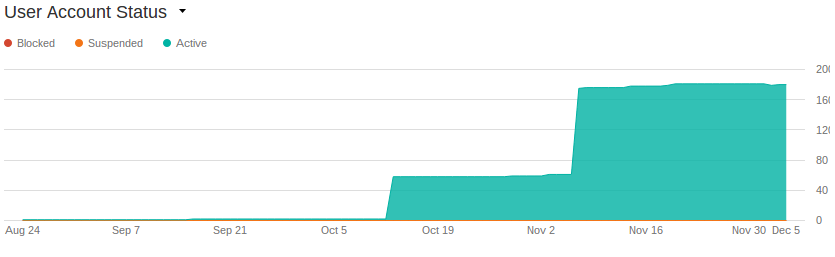 User Account Status
Blocked Suspended Active
160
120
80
40
0
Aug 24 Sep 7 Sep 21 Oct 5 Oct 19 Nov 2 Nov 16 Nov 30 Dec 5